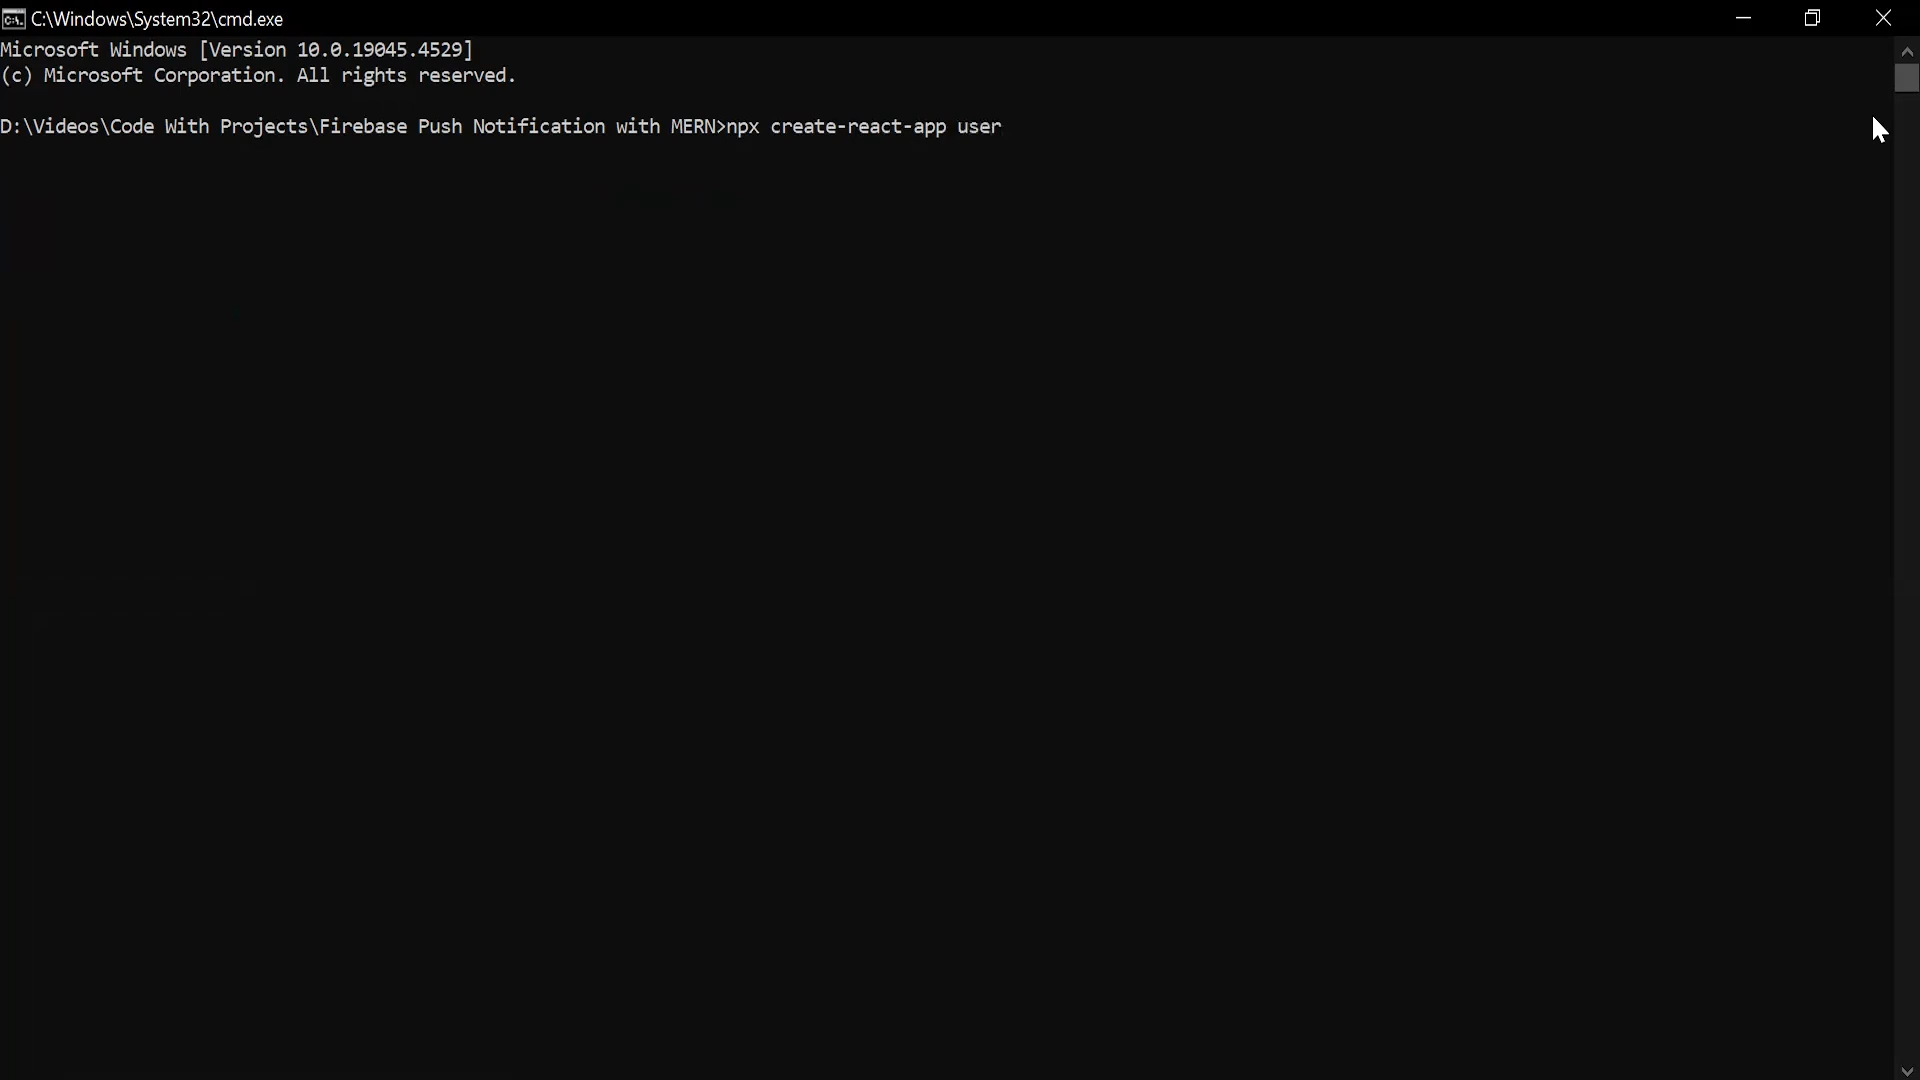 C:\Windows\System32\cmd.exe
Microsoft Windows [Version 10.0.19045.4529]
(c) Microsoft Corporation. All rights reserved.
D:\Videos\Code With Projects\Firebase Push Notification with MERN>npx create-react-app user